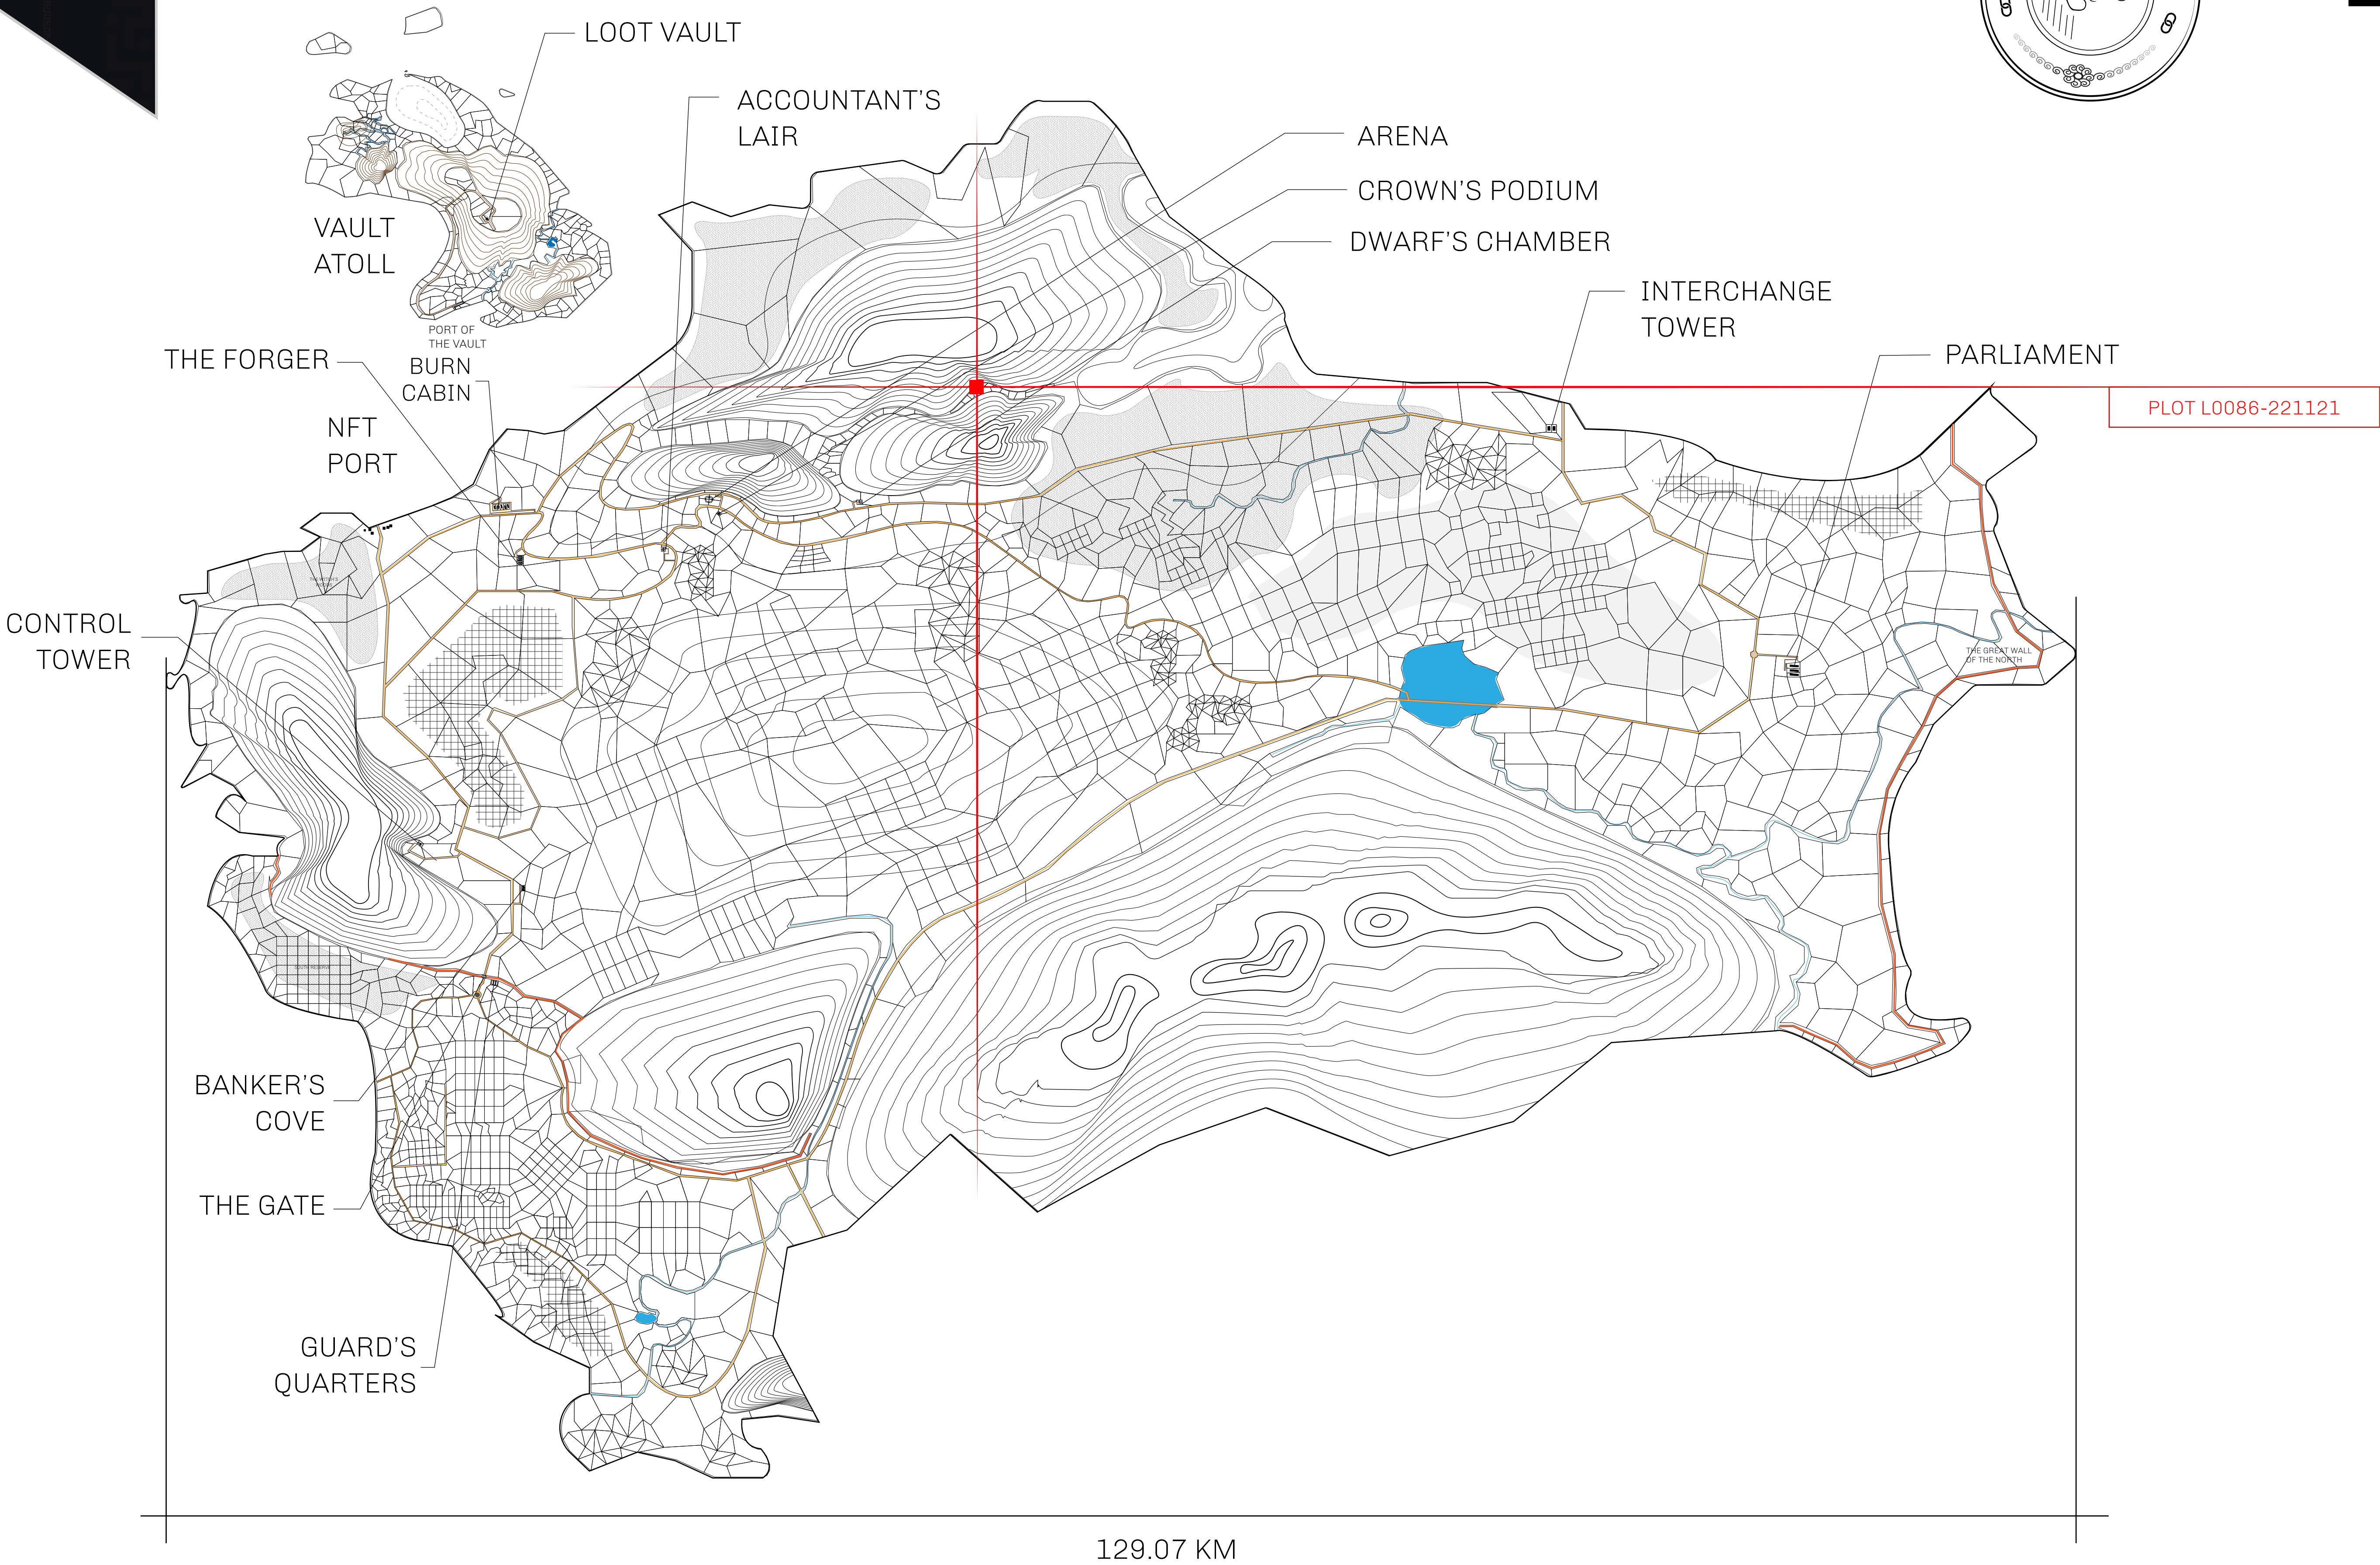 LOOT VAULT
ACCOUNTANT'S
LAIR
ARENA
CROWN'S PODIUM
DWARF'S CHAMBER
VAULT
ATOLL
INTERCHANGE
TOWER
PORT OF
THE VAULT
PARLIAMENT
THE FORGER
BURN
CABIN
PLOT L0086-221121
NFT
PORT
CONTROL
TOWER
THE GREAT WALL
OF THE NORTH
SOUTH RESERVE
BANKER'S
COVE
THE GATE
GUARD'S
QUARTERS
129.07 KM